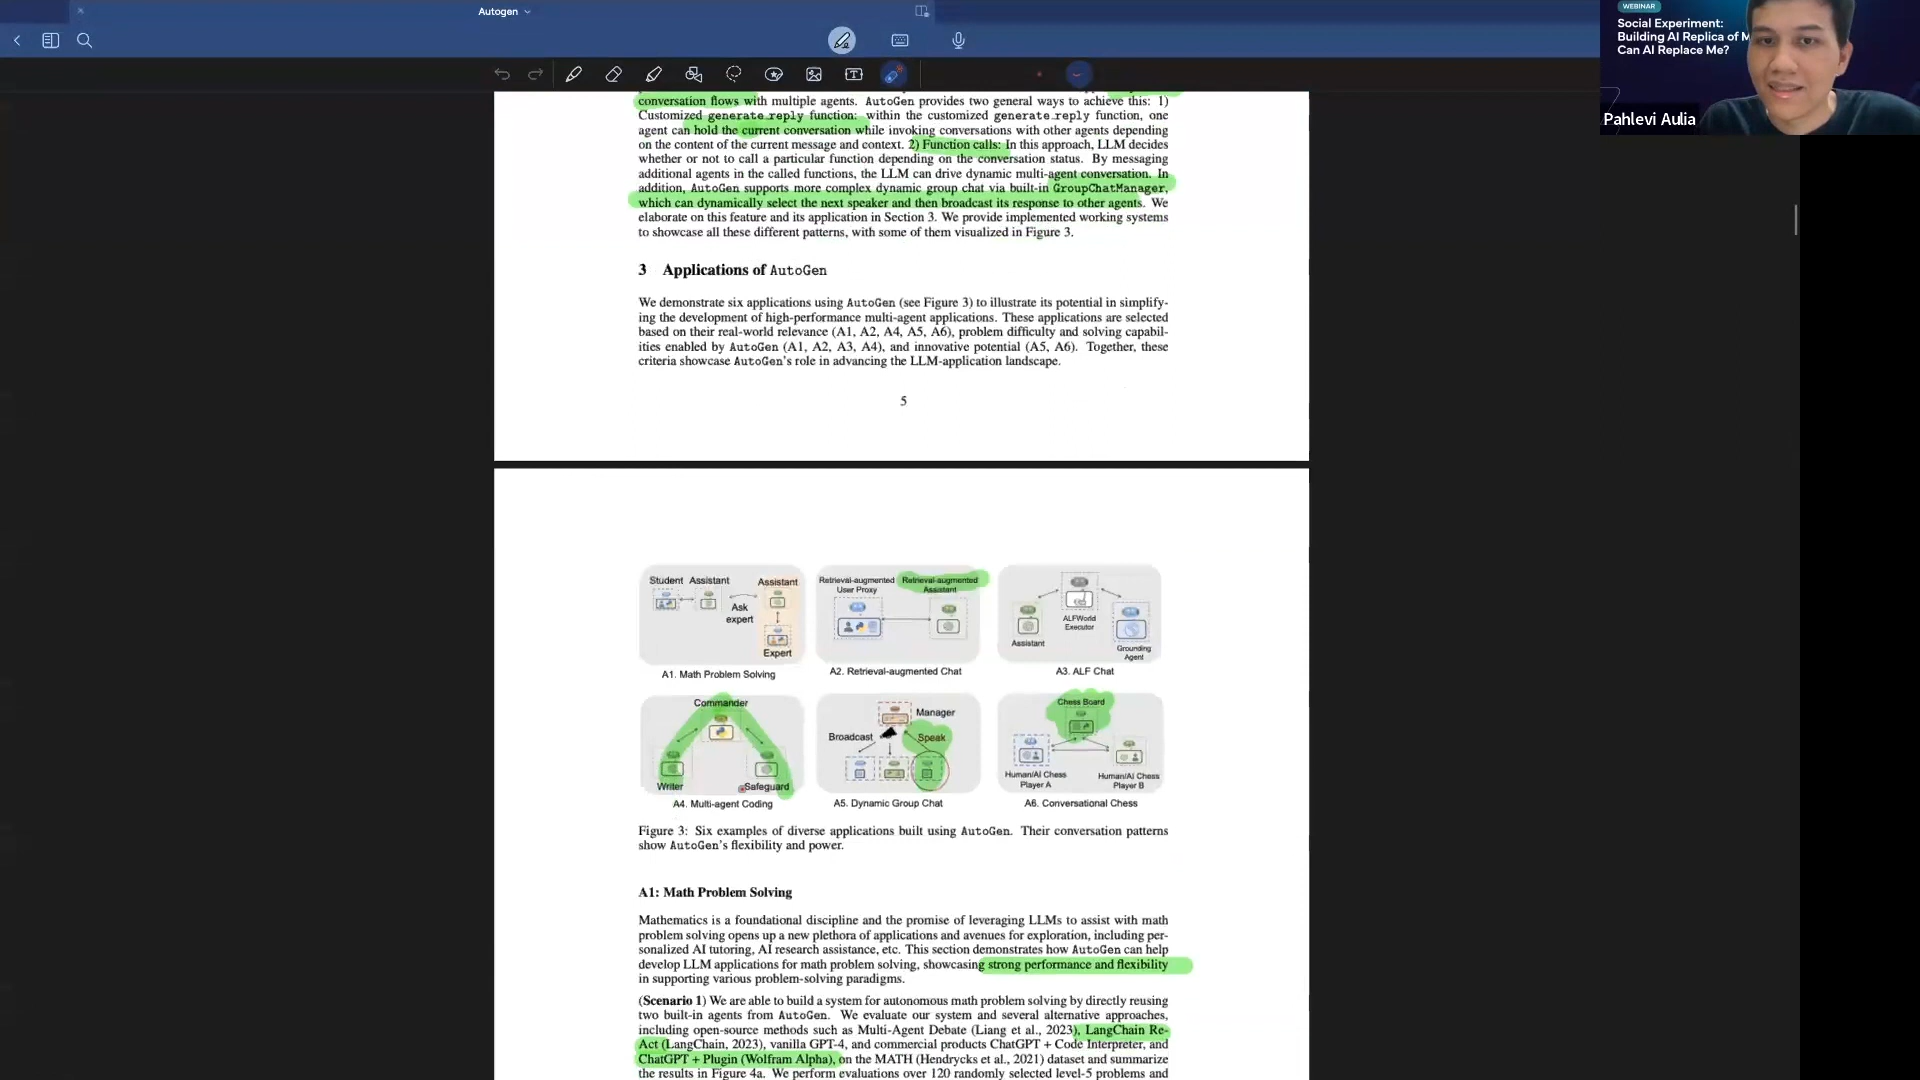 Autogen
WEBINAR
Social Experiment:
Building AI Replica of M
Can AI Replace Me?
Pahlevi Aulia
conversation flows with multiple agents. AutoGen provides two general ways to achieve this: 1)
Customized generate_reply function: within the customized generate_reply function, one
agent can hold the current conversation while invoking conversations with other agents depending
on the content of the current message and context. 2) Function calls: In this approach, LLM decides
whether or not to call a particular function depending on the conversation status. By messaging
additional agents in the called functions, the LLM can drive dynamic multi-agent conversation. In
addition, AutoGen supports more complex dynamic group chat via built-in GroupChatManager,
which can dynamically select the next speaker and then broadcast its response to other agents. We
elaborate on this feature and its application in Section 3. We provide implemented working systems
to showcase all these different patterns, with some of them visualized in Figure 3.
3 Applications of AutoGen
We demonstrate six applications using AutoGen (see Figure 3) to illustrate its potential in simplify-
ing the development of high-performance multi-agent applications. These applications are selected
based on their real-world relevance (A1, A2, A4, A5, A6), problem difficulty and solving capabil-
ities enabled by AutoGen (A1, A2, A3, A4), and innovative potential (A5, A6). Together, these
criteria showcase AutoGen's role in advancing the LLM-application landscape.
5
Student Assistant Assistant
Ask
expert
Expert
A1. Math Problem Solving
Retrieval-augmented
User Proxy
Retrieval-augmented
Assistant
A2. Retrieval-augmented Chat
ALFWorld
Executor
Assistant
Grounding
Agent
A3. ALF Chat
Commander
Writer
Safeguard
A4. Multi-agent Coding
Manager
Broadcast
Speak
A5. Dynamic Group Chat
Chess Board
Human/AI Chess
Player A
Human/AI Chess
Player B
A6. Conversational Chess
Figure 3: Six examples of diverse applications built using AutoGen. Their conversation patterns
show AutoGen's flexibility and power.
A1: Math Problem Solving
Mathematics is a foundational discipline and the promise of leveraging LLMs to assist with math
problem solving opens up a new plethora of applications and avenues for exploration, including per-
sonalized AI tutoring, AI research assistance, etc. This section demonstrates how AutoGen can help
develop LLM applications for math problem solving, showcasing strong performance and flexibility
in supporting various problem-solving paradigms.
(Scenario 1) We are able to build a system for autonomous math problem solving by directly reusing
two built-in agents from AutoGen. We evaluate our system and several alternative approaches,
including open-source methods such as Multi-Agent Debate (Liang et al., 2023), LangChain Re-
Act (LangChain, 2023), vanilla GPT-4, and commercial products ChatGPT + Code Interpreter, and
ChatGPT + Plugin (Wolfram Alpha), on the MATH (Hendrycks et al., 2021) dataset and summarize
the results in Figure 4a. We perform evaluations over 120 randomly selected level-5 problems and